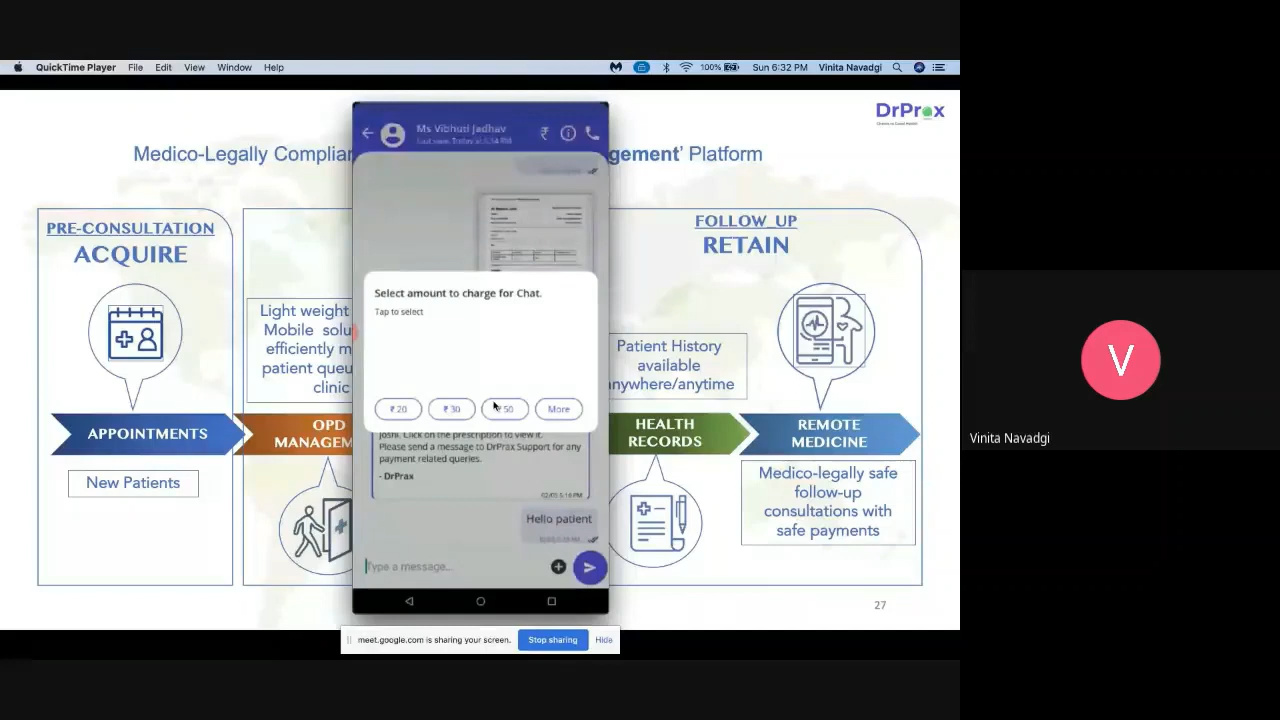 QuickTime Player File Edit View Window Help 100% Sun 6:32 PM Vinita Navadgi
DrPrax
Medico-Legally Complian
gement' Platform
PRE-CONSULTATION
ACQUIRE
APPOINTMENTS
New Patients
Light weight
Mobile solu
efficiently m
patient queu
clinic
OPD
MANAGEM
Ms Vibhuti Jadhav
Select amount to charge for Chat.
Tap to select
₹ 20
₹ 30
₹ 50
More
Joshi. Click on the prescription to view it.
Please send a message to DrPrax Support for any
payment related queries.
- DrPrax
Hello patient
Type a message...
FOLLOW_UP
RETAIN
Patient History
available
anywhere/anytime
HEALTH
RECORDS
REMOTE
MEDICINE
Medico-legally safe
follow-up
consultations with
safe payments
27
meet.google.com is sharing your screen. Stop sharing Hide
V
Vinita Navadgi